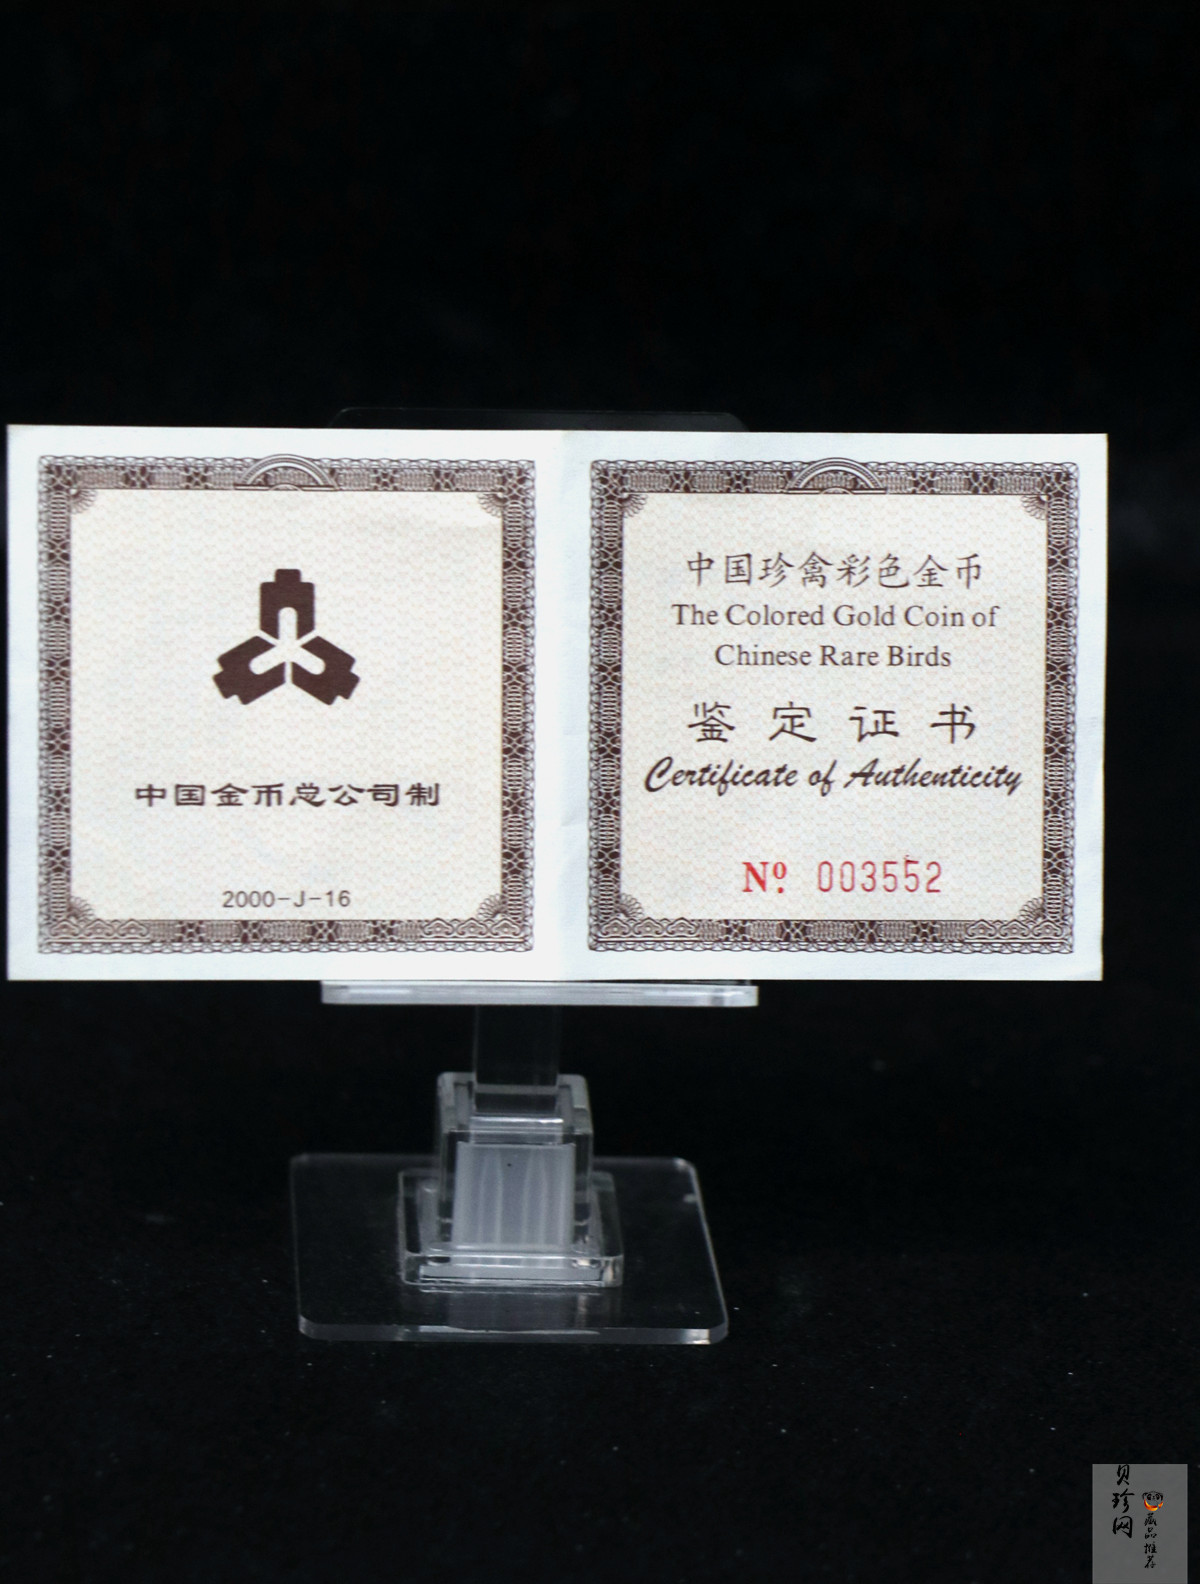 中国金币总公司制
2000-J-16
中国珍禽彩色金币
The Colored Gold Coin of
Chinese Rare Birds
鉴定证书
Certificate of Authenticity
Nº 003552
贝珍网
藏品推荐